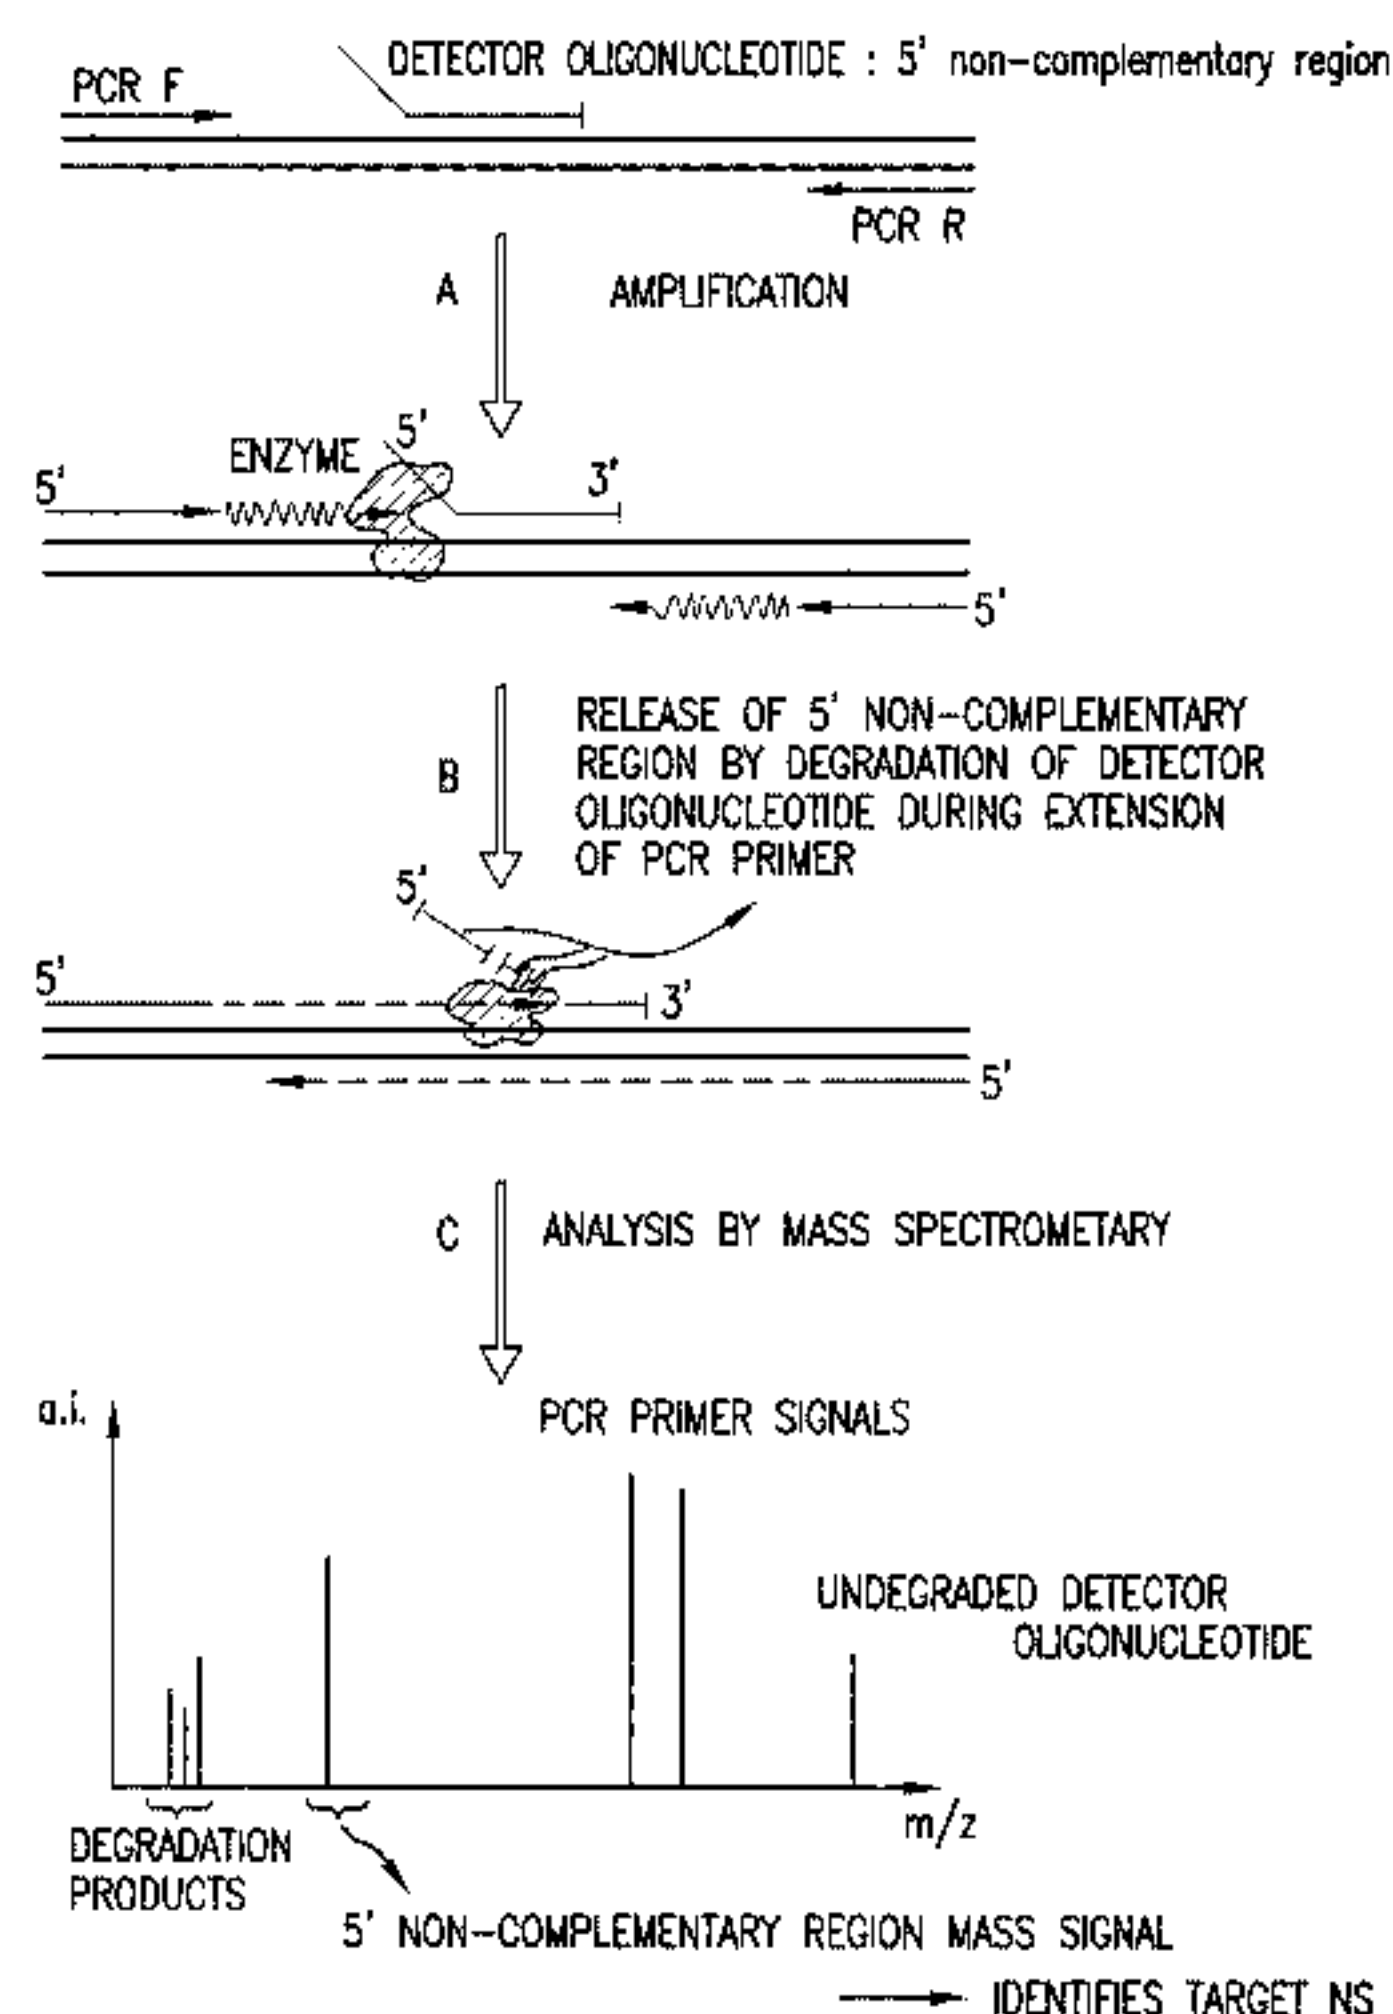 DETECTOR OLIGONUCLEOTIDE : 5' non-complementary region
PCR F
PCR R
A
AMPLIFICATION
5'
ENZYME
5'
3'
5'
B
RELEASE OF 5' NON-COMPLEMENTARY
REGION BY DEGRADATION OF DETECTOR
OLIGONUCLEOTIDE DURING EXTENSION
OF PCR PRIMER
5'
5'
3'
5'
C
ANALYSIS BY MASS SPECTROMETARY
a.i.
PCR PRIMER SIGNALS
UNDEGRADED DETECTOR
OLIGONUCLEOTIDE
m/z
DEGRADATION
PRODUCTS
5' NON-COMPLEMENTARY REGION MASS SIGNAL
IDENTIFIES TARGET NS